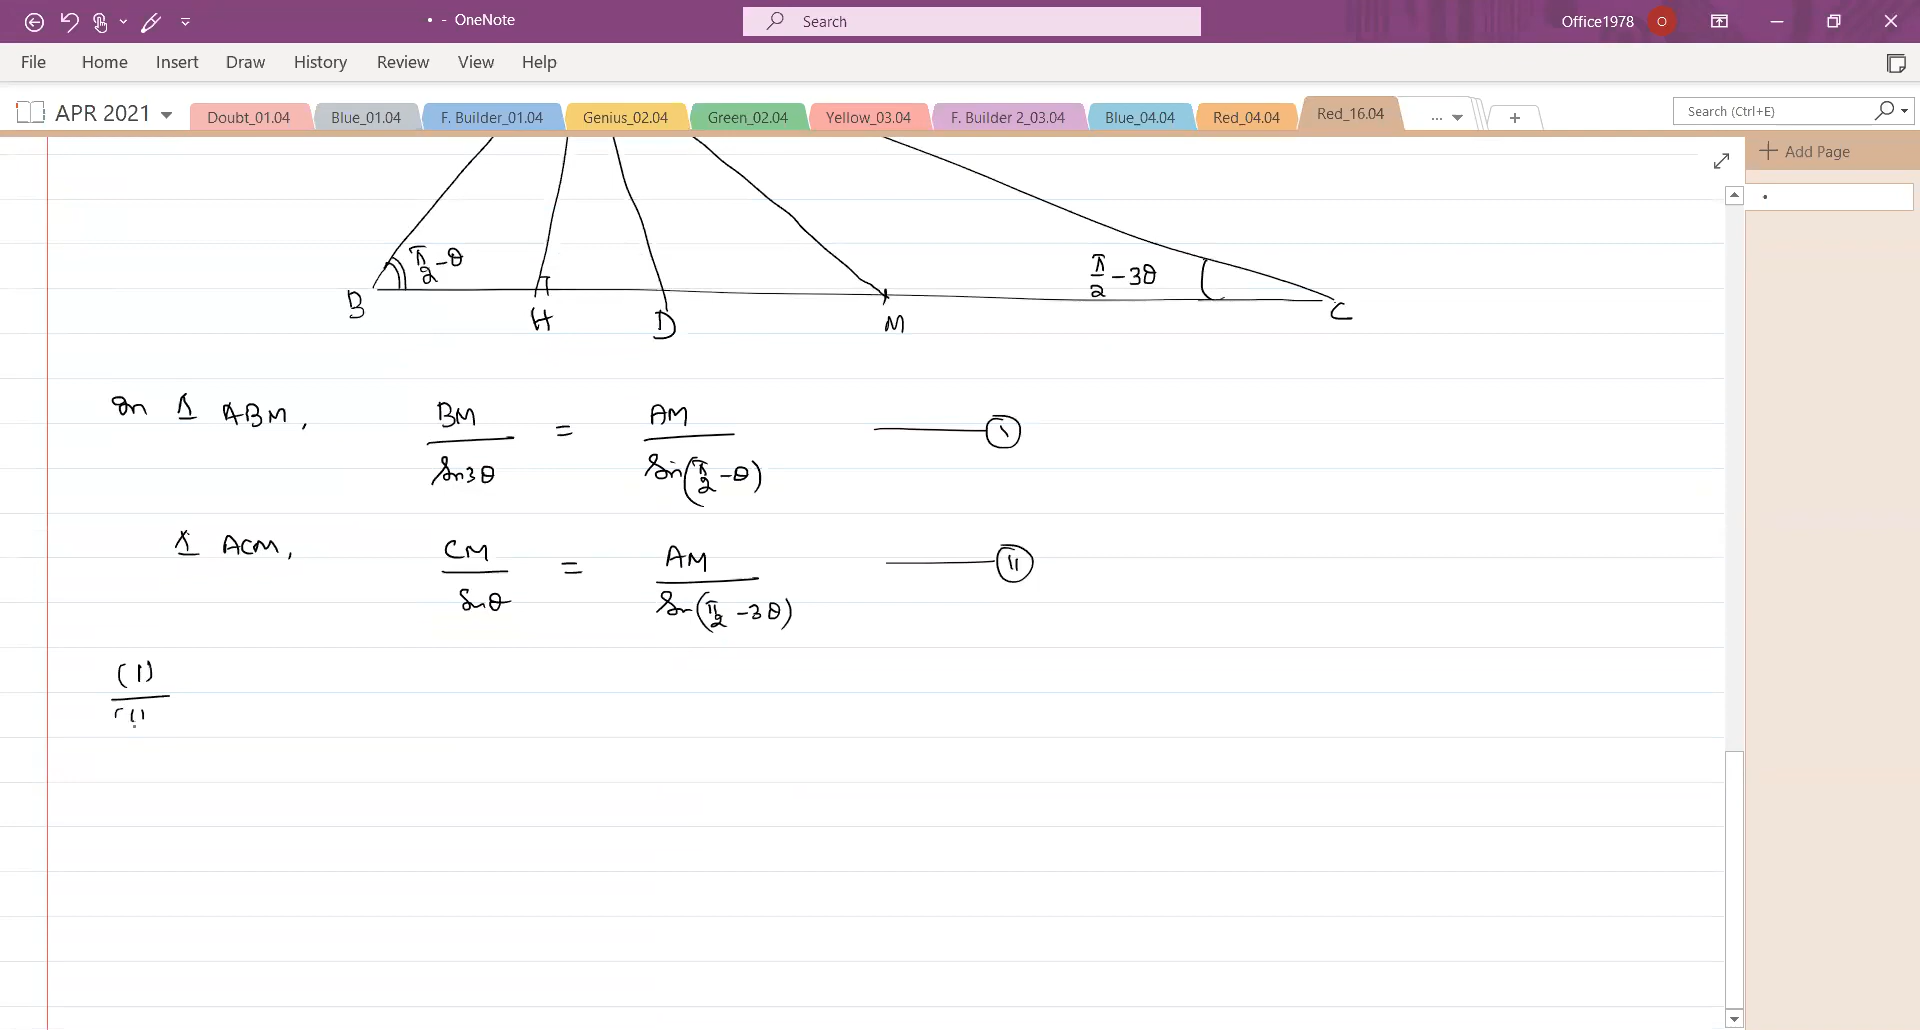 - OneNote
Search
Office1978
O
File Home Insert Draw History Review View Help
APR 2021
Doubt_01.04 Blue_01.04 F. Builder_01.04 Genius_02.04 Green_02.04 Yellow_03.04 F. Builder 2_03.04 Blue_04.04 Red_04.04 Red_16.04 ... +
Search (Ctrl+E)
Add Page
π/2 - θ
π/2 - 3θ
B H D M C
In Δ ABM, BM/sin3θ = AM/sin(π/2 - θ) — (I)
Δ ACM, CM/sinθ = AM/sin(π/2 - 3θ) — (II)
(I)